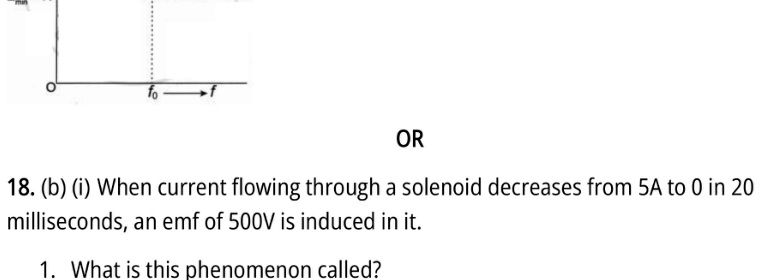 min
O f₀ f
OR
18. (b) (i) When current flowing through a solenoid decreases from 5A to 0 in 20
milliseconds, an emf of 500V is induced in it.
1. What is this phenomenon called?